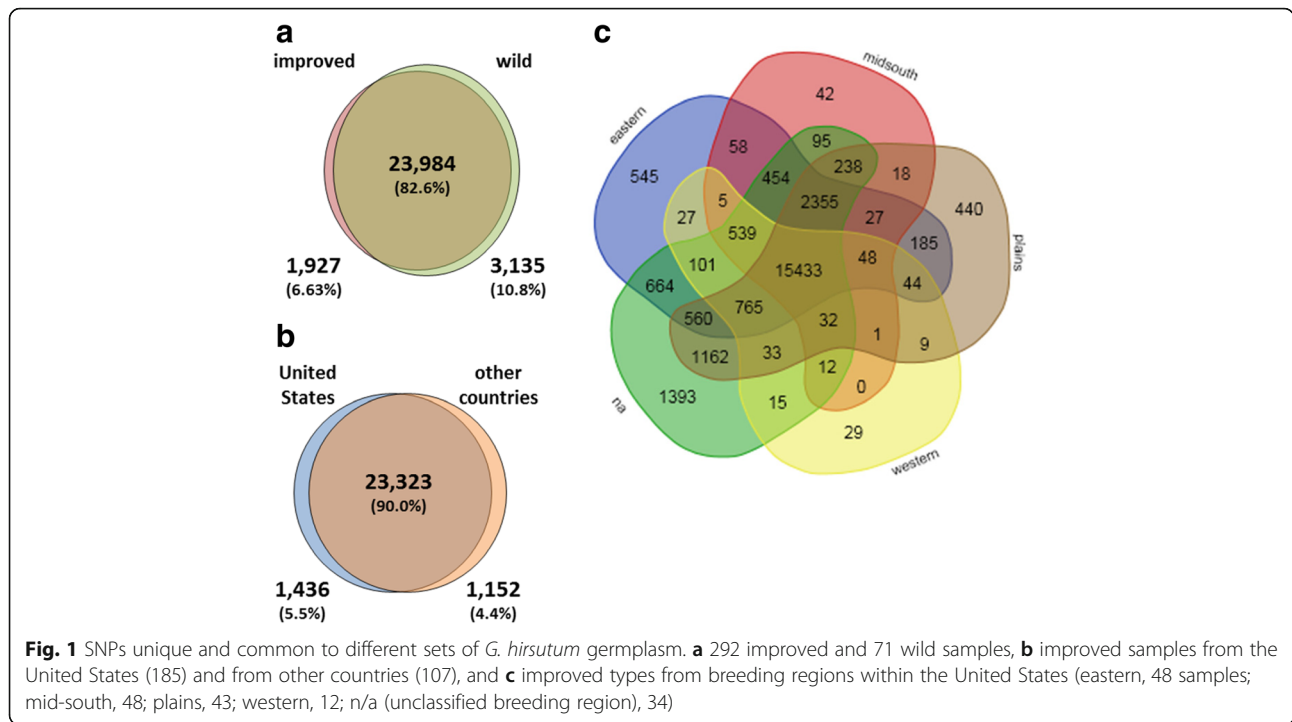 a
improved
wild
23,984
(82.6%)
1,927
(6.63%)
3,135
(10.8%)
b
United
States
other
countries
23,323
(90.0%)
1,436
(5.5%)
1,152
(4.4%)
c
eastern
midsouth
plains
western
na
42
58
95
238
18
440
545
454
2355
27
185
27
5
539
15433
48
44
101
664
765
32
1
9
560
1162
33
12
0
1393
15
29
Fig. 1 SNPs unique and common to different sets of G. hirsutum germplasm. a 292 improved and 71 wild samples, b improved samples from the
United States (185) and from other countries (107), and c improved types from breeding regions within the United States (eastern, 48 samples;
mid-south, 48; plains, 43; western, 12; n/a (unclassified breeding region), 34)